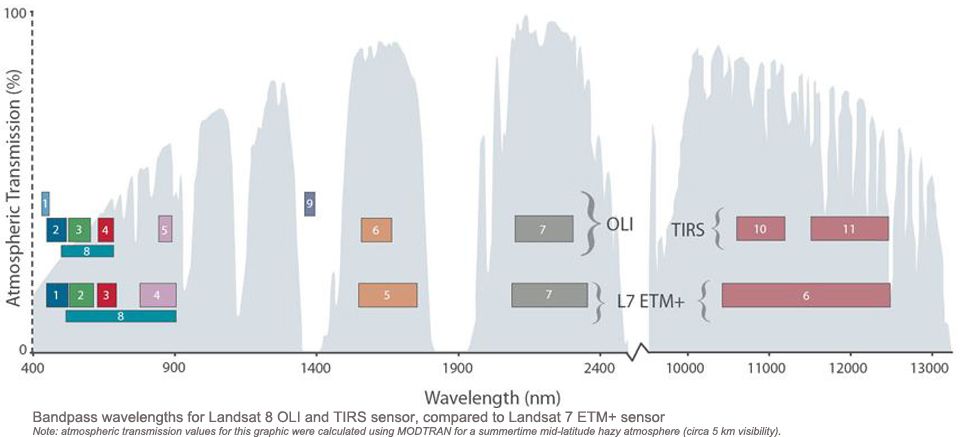 100
Atmospheric Transmission (%)
0
1
9
2 3 4 5 6 7 OLI TIRS 10 11
8
1 2 3 4 5 7 L7 ETM+ 6
8
400 900 1400 1900 2400 10000 11000 12000 13000
Wavelength (nm)
Bandpass wavelengths for Landsat 8 OLI and TIRS sensor, compared to Landsat 7 ETM+ sensor
Note: atmospheric transmission values for this graphic were calculated using MODTRAN for a summertime mid-latitude hazy atmosphere (circa 5 km visibility).